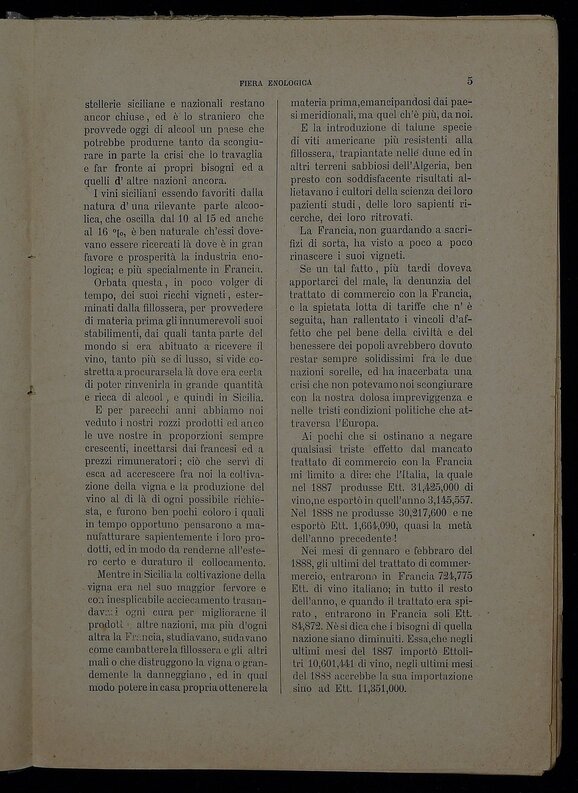 FIERA ENOLOGICA
5
stellerie siciliane e nazionali restano
ancor chiuse, ed è lo straniero che
provvede oggi di alcool un paese che
potrebbe produrne tanto da scongiu-
rare in parte la crisi che lo travaglia
e far fronte ai propri bisogni ed a
quelli d' altre nazioni ancora.
I vini siciliani essendo favoriti dalla
natura d' una rilevante parte alcoo-
lica, che oscilla dal 10 al 15 ed anche
al 16 %, è ben naturale ch'essi dove-
vano essere ricercati là dove è in gran
favore e prosperità la industria eno-
logica; e più specialmente in Francia.
Orbata questa, in poco volger di
tempo, dei suoi ricchi vigneti, ester-
minati dalla fillossera, per provvedere
di materia prima gli innumerevoli suoi
stabilimenti, dai quali tanta parte del
mondo si era abituato a ricevere il
vino, tanto più se di lusso, si vide co-
stretta a procurarsela là dove era certa
di poter rinvenirla in grande quantità
e ricca di alcool, e quindi in Sicilia.
E per parecchi anni abbiamo noi
veduto i nostri rozzi prodotti ed anco
le uve nostre in proporzioni sempre
crescenti, incettarsi dai francesi ed a
prezzi rimuneratori; ciò che servì di
esca ad accrescere fra noi la coltiva-
zione della vigna e la produzione del
vino al di là di ogni possibile richie-
sta, e furono ben pochi coloro i quali
in tempo opportuno pensarono a ma-
nufatturare sapientemente i loro pro-
dotti, ed in modo da renderne all'este-
ro certo e duraturo il collocamento.
Mentre in Sicilia la coltivazione della
vigna era nel suo maggior fervore e
con inesplicabile acciecamento trasan-
davasi ogni cura per migliorarne il
prodotto, altre nazioni, ma più d'ogni
altra la Francia, studiavano, sudavano
come cambattere la fillossera e gli altri
mali o che distruggono la vigna o gran-
demente la danneggiano, ed in qual
modo potere in casa propria ottenere la
materia prima, emancipandosi dai pae-
si meridionali, ma quel ch'è più, da noi.
E la introduzione di talune specie
di viti americane più resistenti alla
fillossera, trapiantate nelle dune ed in
altri terreni sabbiosi dell'Algeria, ben
presto con soddisfacente risultati al-
lietavano i cultori della scienza dei loro
pazienti studi, delle loro sapienti ri-
cerche, dei loro ritrovati.
La Francia, non guardando a sacri-
fizi di sorta, ha visto a poco a poco
rinascere i suoi vigneti.
Se un tal fatto, più tardi doveva
apportarci del male, la denunzia del
trattato di commercio con la Francia,
e la spietata lotta di tariffe che n' è
seguita, han rallentato i vincoli d'af-
fetto che pel bene della civiltà e del
benessere dei popoli avrebbero dovuto
restar sempre solidissimi fra le due
nazioni sorelle, ed ha inacerbata una
crisi che non potevamo noi scongiurare
con la nostra dolosa impreviggenza e
nelle tristi condizioni politiche che at-
traversa l'Europa.
Ai pochi che si ostinano a negare
qualsiasi triste effetto dal mancato
trattato di commercio con la Francia
mi limito a dire: che l'Italia, la quale
nel 1887 produsse Ett. 31,425,000 di
vino, ne esportò in quell'anno 3,145,557.
Nel 1888 ne produsse 30,217,600 e ne
esportò Ett. 1,664,090, quasi la metà
dell'anno precedente!
Nei mesi di gennaro e febbraro del
1888, gli ultimi del trattato di commer-
mercio, entrarono in Francia 724,775
Ett. di vino italiano; in tutto il resto
dell'anno, e quando il trattato era spi-
rato, entrarono in Francia soli Ett.
84,872. Nè si dica che i bisogni di quella
nazione siano diminuiti. Essa, che negli
ultimi mesi del 1887 importò Ettoli-
tri 10,601,441 di vino, negli ultimi mesi
del 1888 accrebbe la sua importazione
sino ad Ett. 11,351,000.